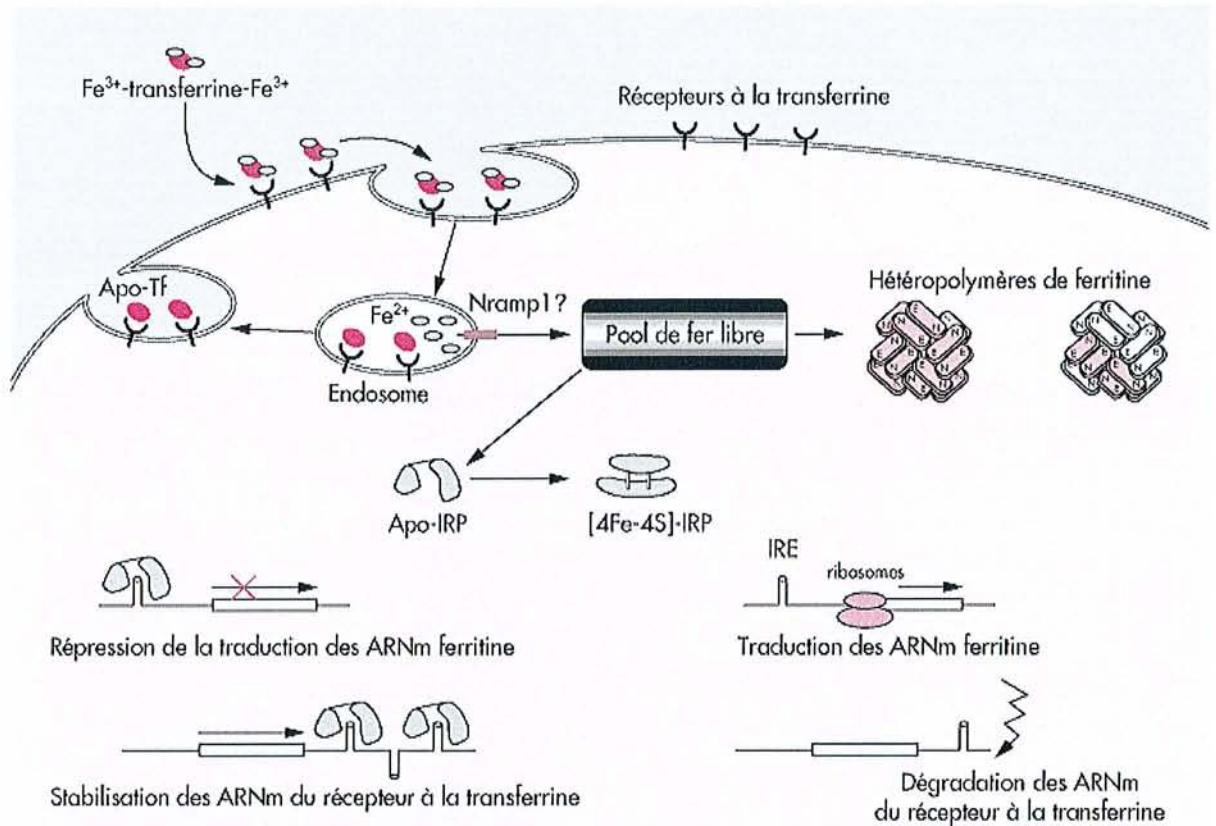 Fe³⁺-transferrine-Fe³⁺
Récepteurs à la transferrine
Apo-Tf
Fe²⁺
Nramp1?
Endosome
Pool de fer libre
Hétéropolymères de ferritine
Apo-IRP
[4Fe-4S]-IRP
IRE
ribosomos
Répression de la traduction des ARNm ferritine
Traduction des ARNm ferritine
Stabilisation des ARNm du récepteur à la transferrine
Dégradation des ARNm
du récepteur à la transferrine